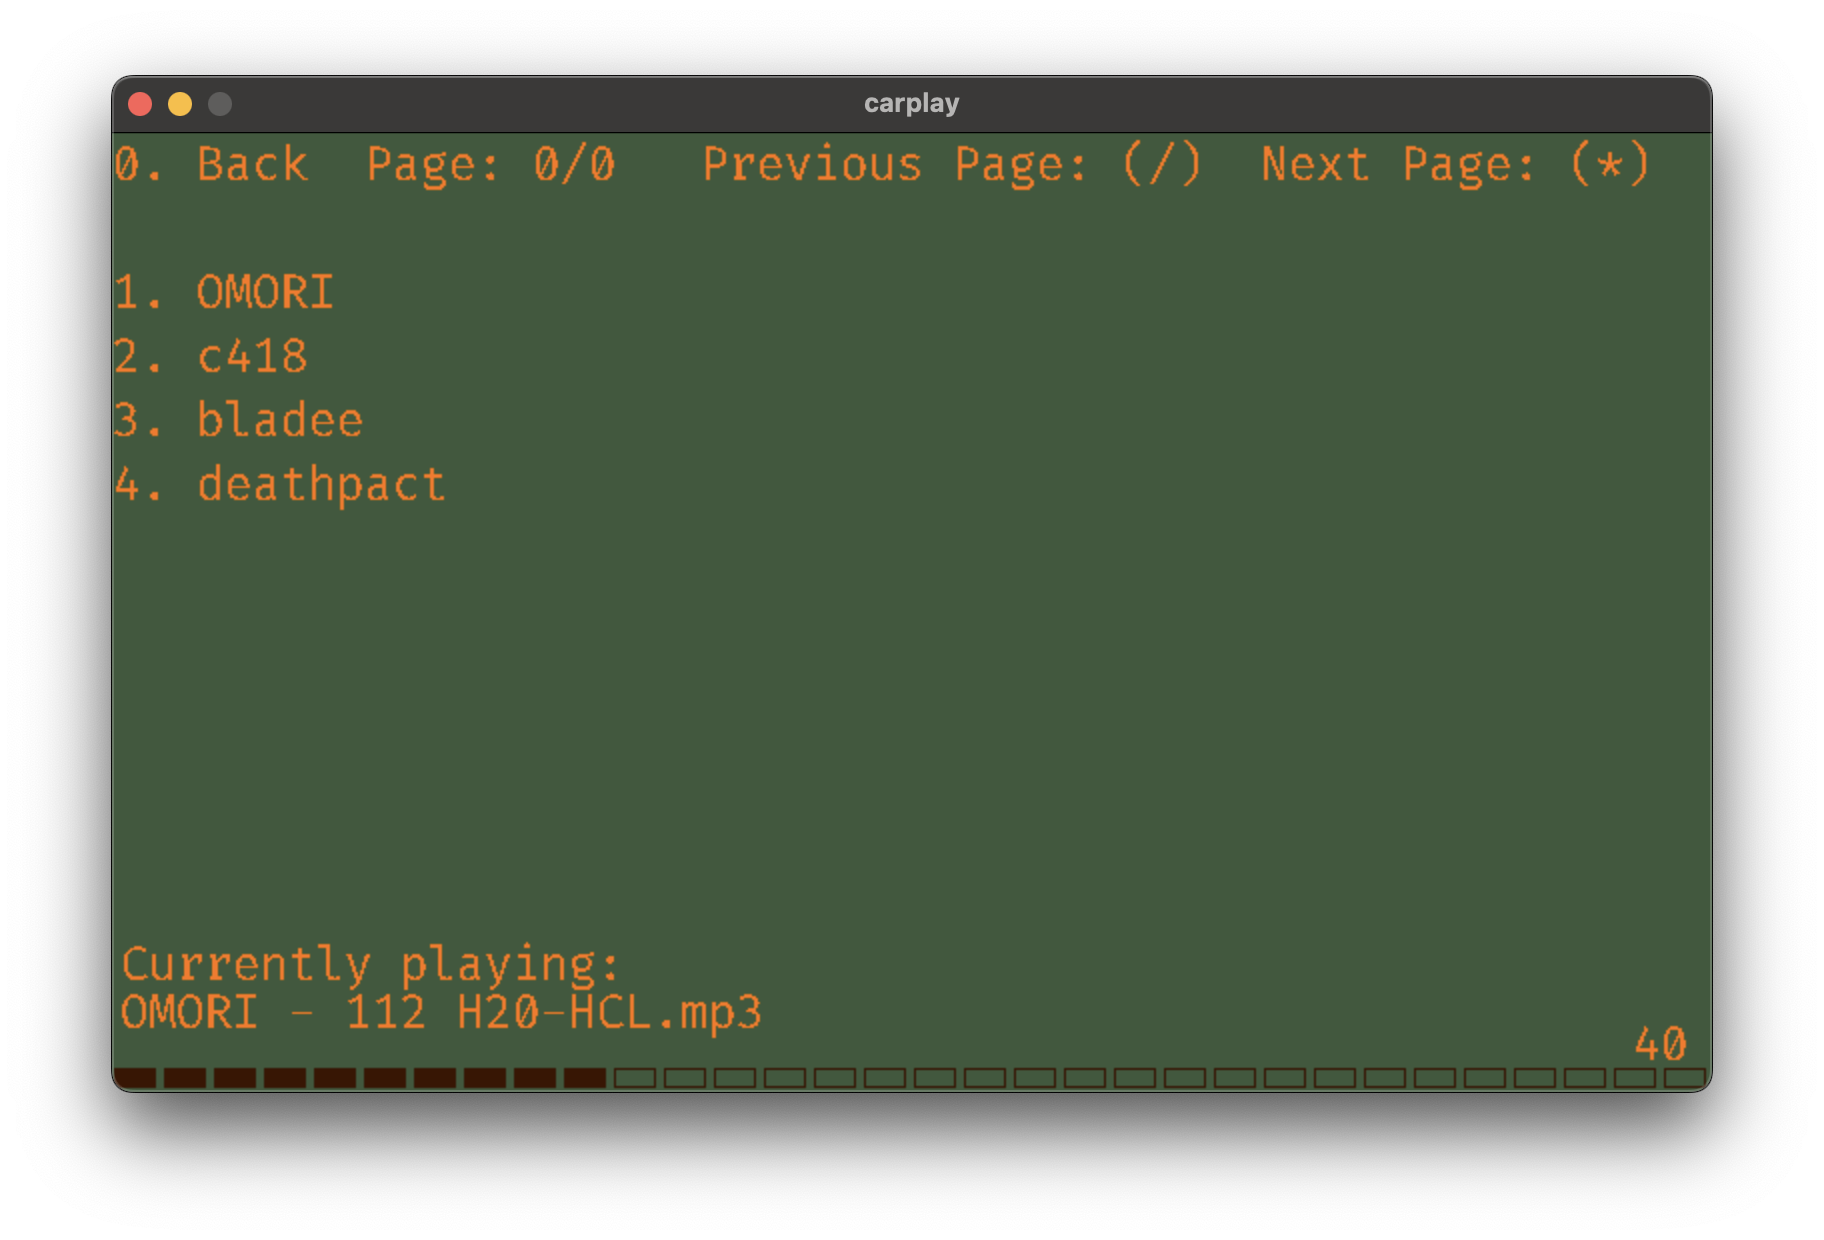 carplay
0. Back  Page: 0/0   Previous Page: (/)  Next Page: (*)
1. OMORI
2. c418
3. bladee
4. deathpact
Currently playing:
OMORI - 112 H20-HCL.mp3
40